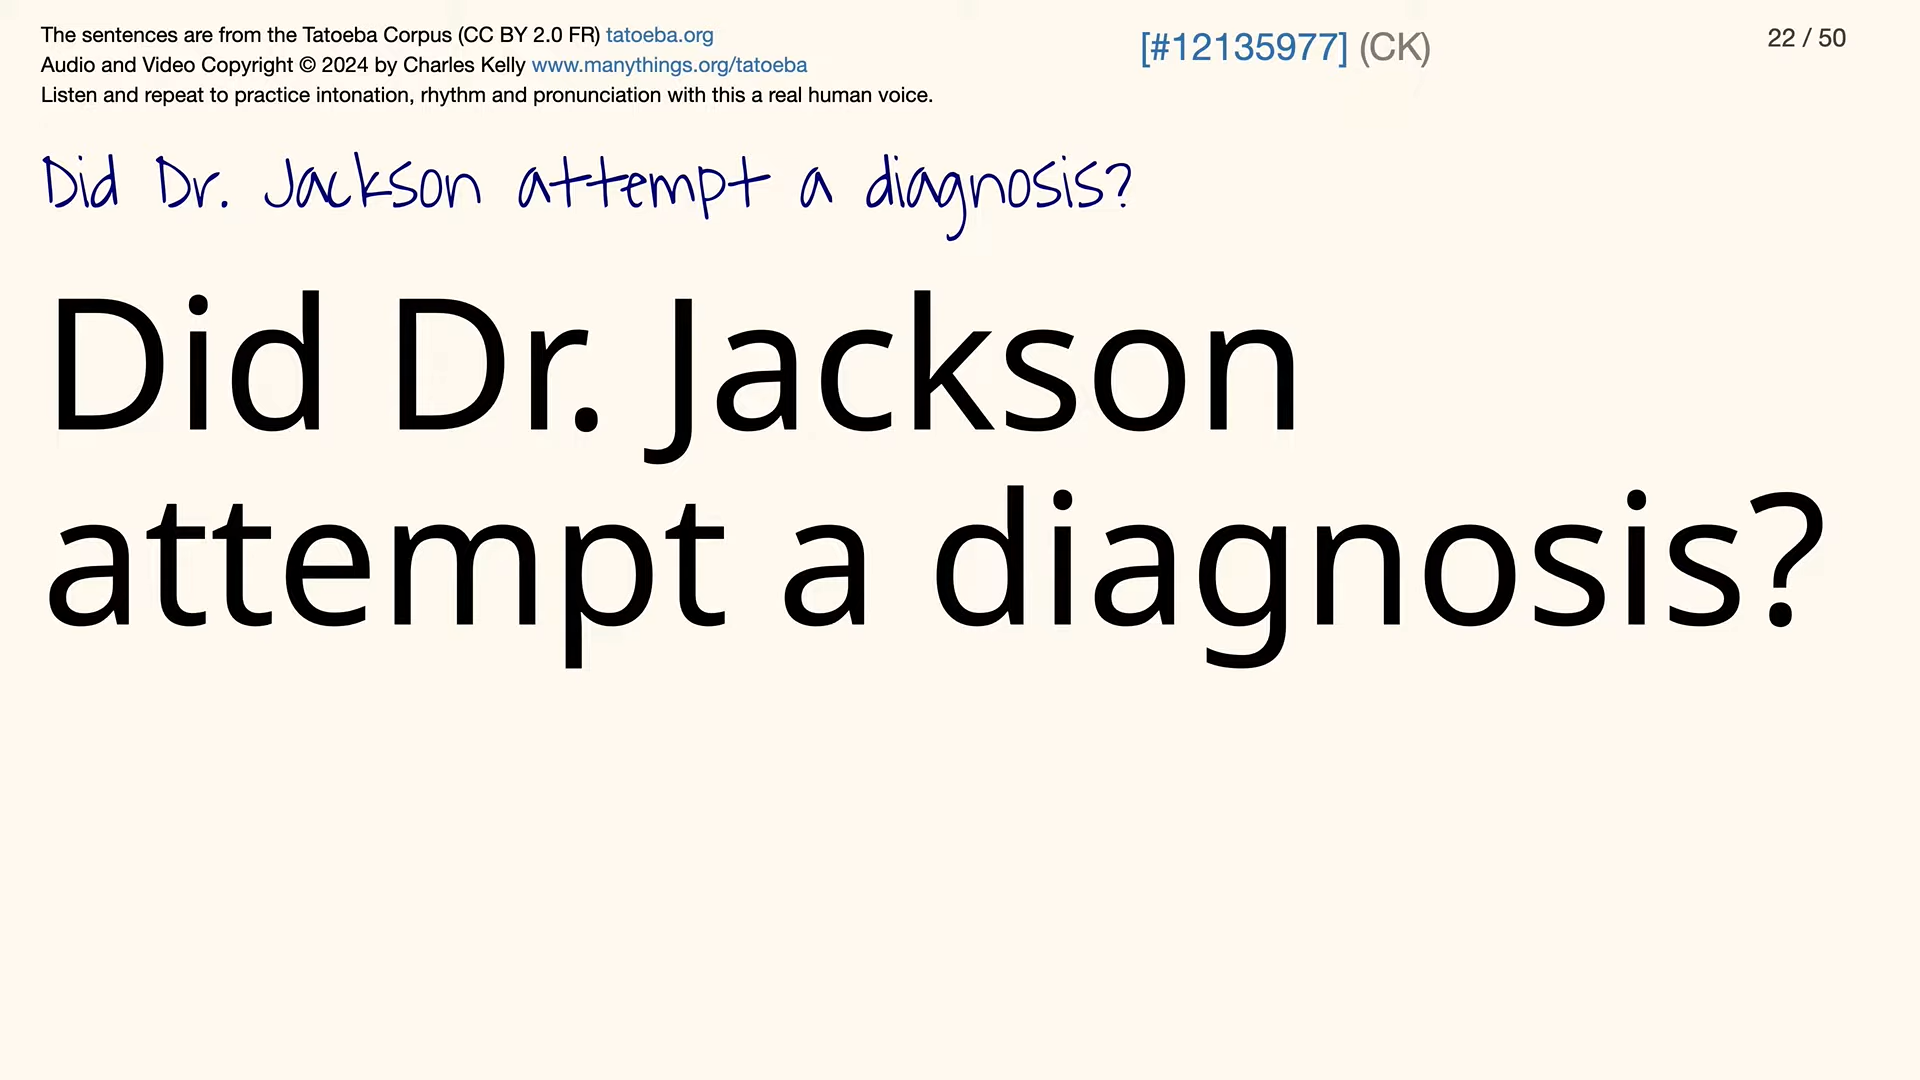 The sentences are from the Tatoeba Corpus (CC BY 2.0 FR) tatoeba.org
Audio and Video Copyright © 2024 by Charles Kelly www.manythings.org/tatoeba
Listen and repeat to practice intonation, rhythm and pronunciation with this a real human voice.
[#12135977] (CK)
22 / 50
Did Dr. Jackson attempt a diagnosis?
Did Dr. Jackson
attempt a diagnosis?